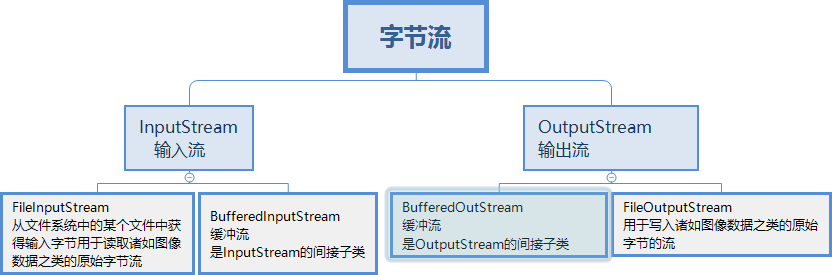 字节流
InputStream
输入流
OutputStream
输出流
FileInputStream
从文件系统中的某个文件中获
得输入字节用于读取诸如图像
数据之类的原始字节流
BufferedInputStream
缓冲流
是InputStream的间接子类
BufferedOutStream
缓冲流
是OutputStream的间接子类
FileOutputStream
用于写入诸如图像数据之类的原始
字节的流